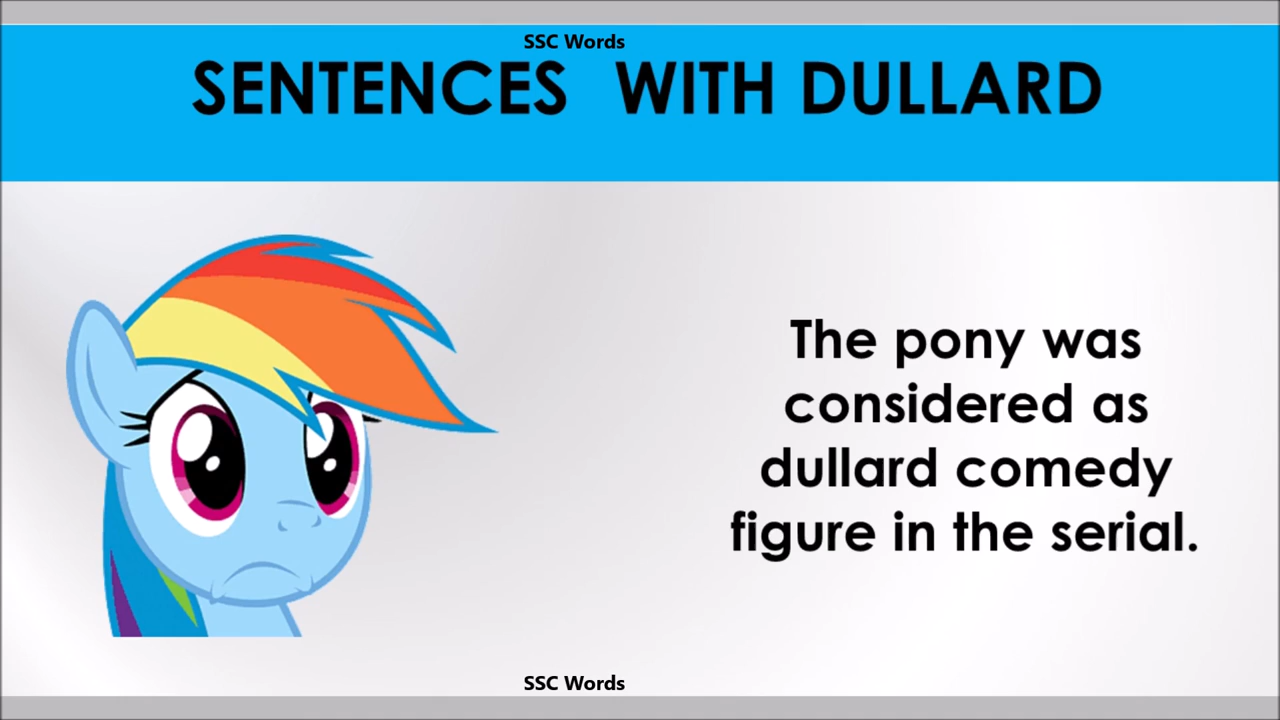 SSC Words
SENTENCES WITH DULLARD
The pony was
considered as
dullard comedy
figure in the serial.
SSC Words